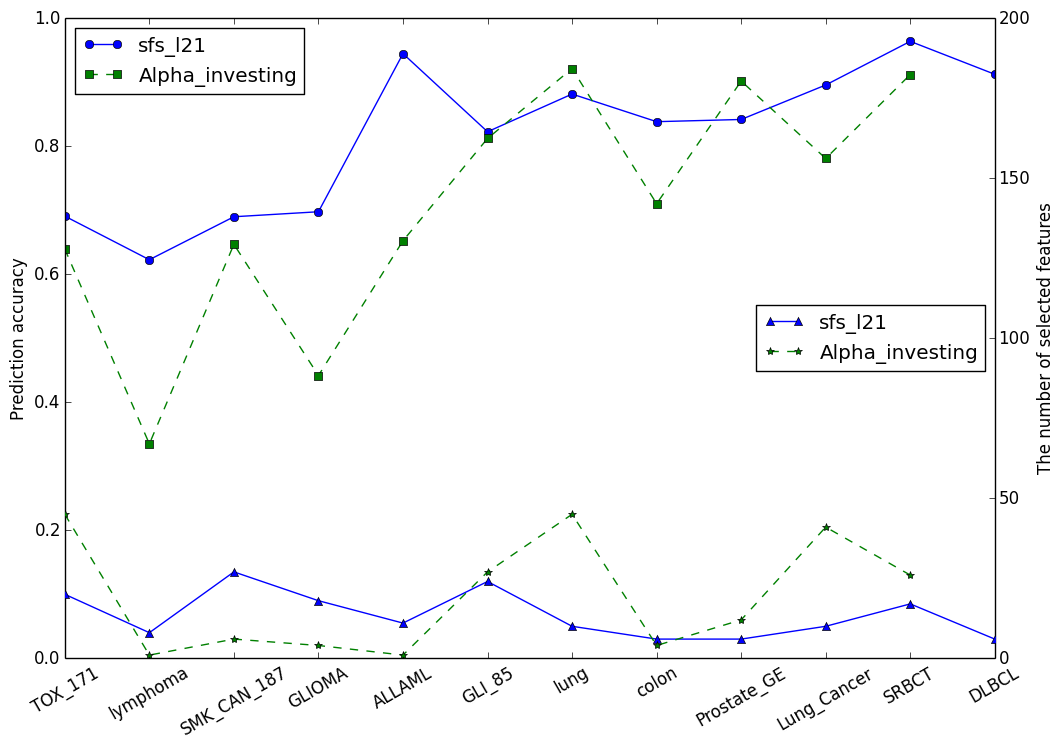 1.0
0.8
0.6
0.4
0.2
0.0
Prediction accuracy
sfs_l21
Alpha_investing
200
150
100
50
0
The number of selected features
sfs_l21
Alpha_investing
TOX_171
lymphoma
SMK_CAN_187
GLIOMA
ALLAML
GLI_85
lung
colon
Prostate_GE
Lung_Cancer
SRBCT
DLBCL